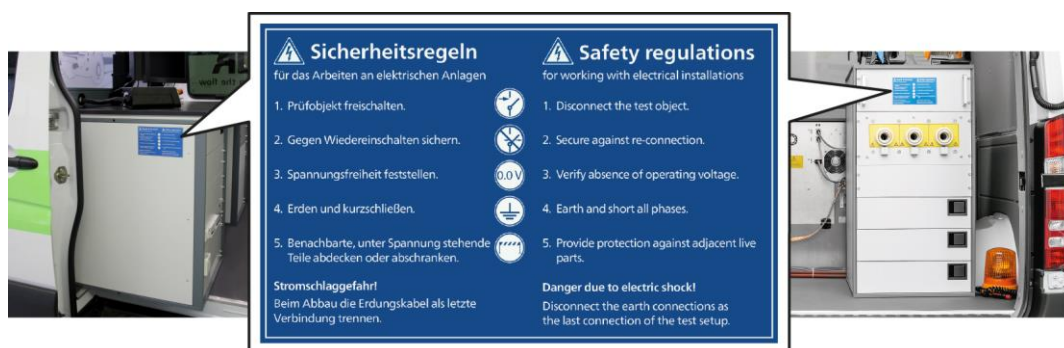 Sicherheitsregeln
für das Arbeiten an elektrischen Anlagen
1. Prüfobjekt freischalten.
2. Gegen Wiedereinschalten sichern.
3. Spannungsfreiheit feststellen.
4. Erden und kurzschließen.
5. Benachbarte, unter Spannung stehende
Teile abdecken oder abschranken.
Stromschlaggefahr!
Beim Abbau die Erdungskabel als letzte
Verbindung trennen.
0.0 V
Safety regulations
for working with electrical installations
1. Disconnect the test object.
2. Secure against re-connection.
3. Verify absence of operating voltage.
4. Earth and short all phases.
5. Provide protection against adjacent live
parts.
Danger due to electric shock!
Disconnect the earth connections as
the last connection of the test setup.
the flow